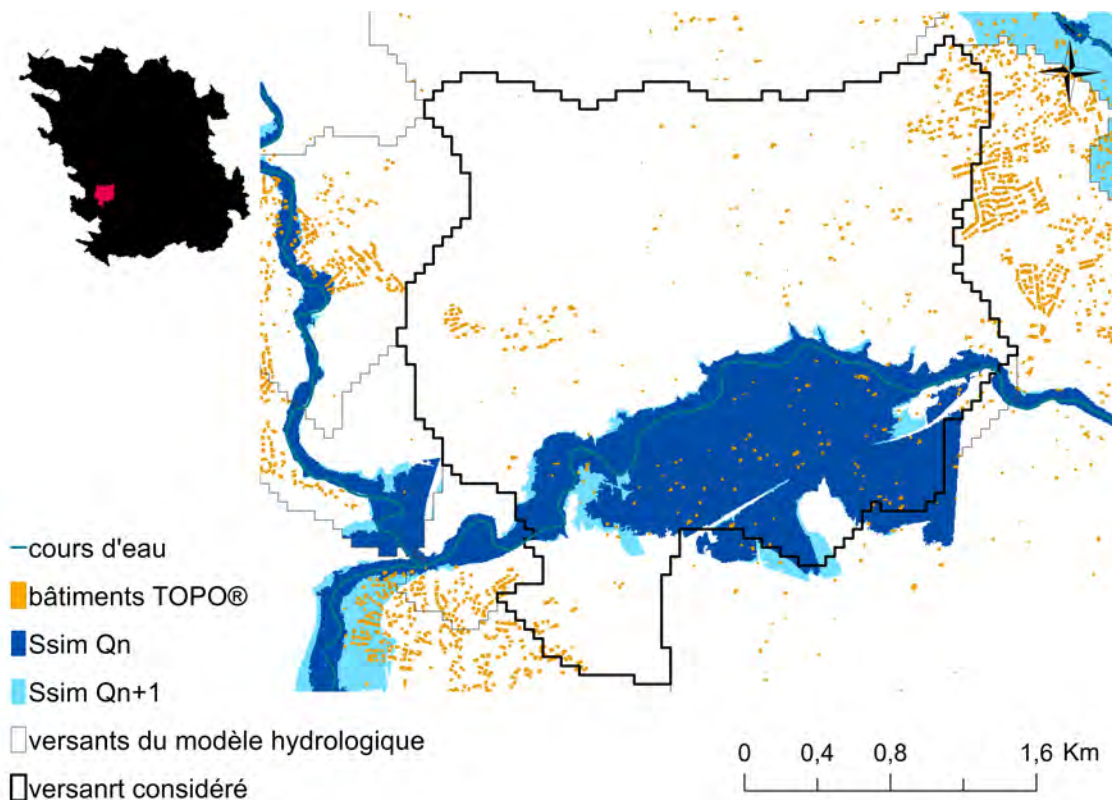 cours d'eau
bâtiments TOPO®
Ssim Qn
Ssim Qn+1
versants du modèle hydrologique
versanrt considéré
0 0,4 0,8 1,6 Km